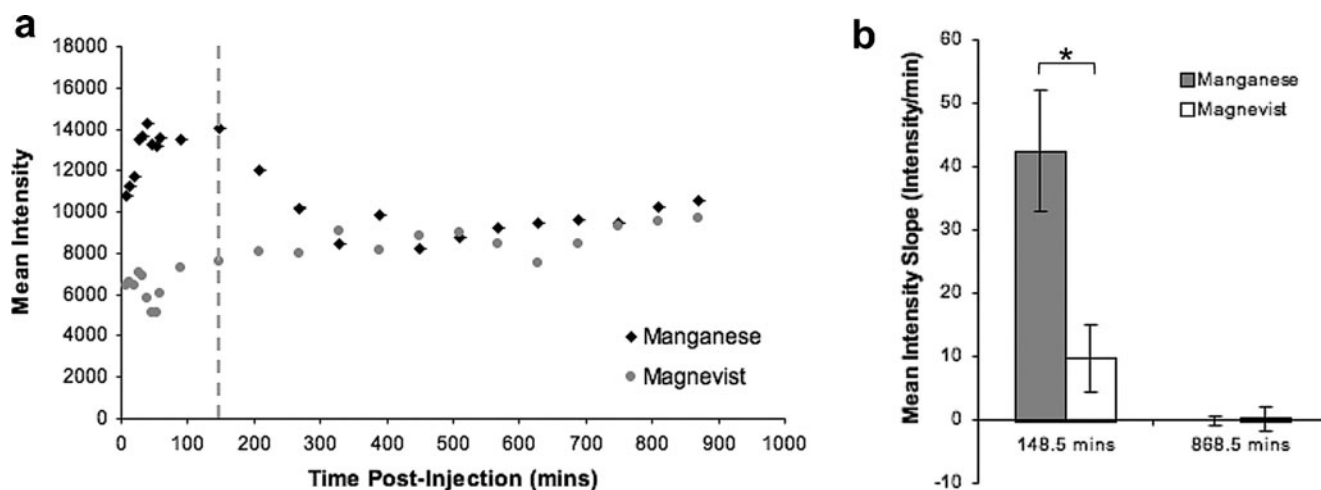 a
18000
16000
14000
12000
10000
8000
6000
4000
2000
0
Mean Intensity
0 100 200 300 400 500 600 700 800 900 1000
Time Post-Injection (mins)
Manganese
Magnevist
b
60
50
40
30
20
10
0
-10
Mean Intensity Slope (Intensity/min)
*
Manganese
Magnevist
148.5 mins 868.5 mins